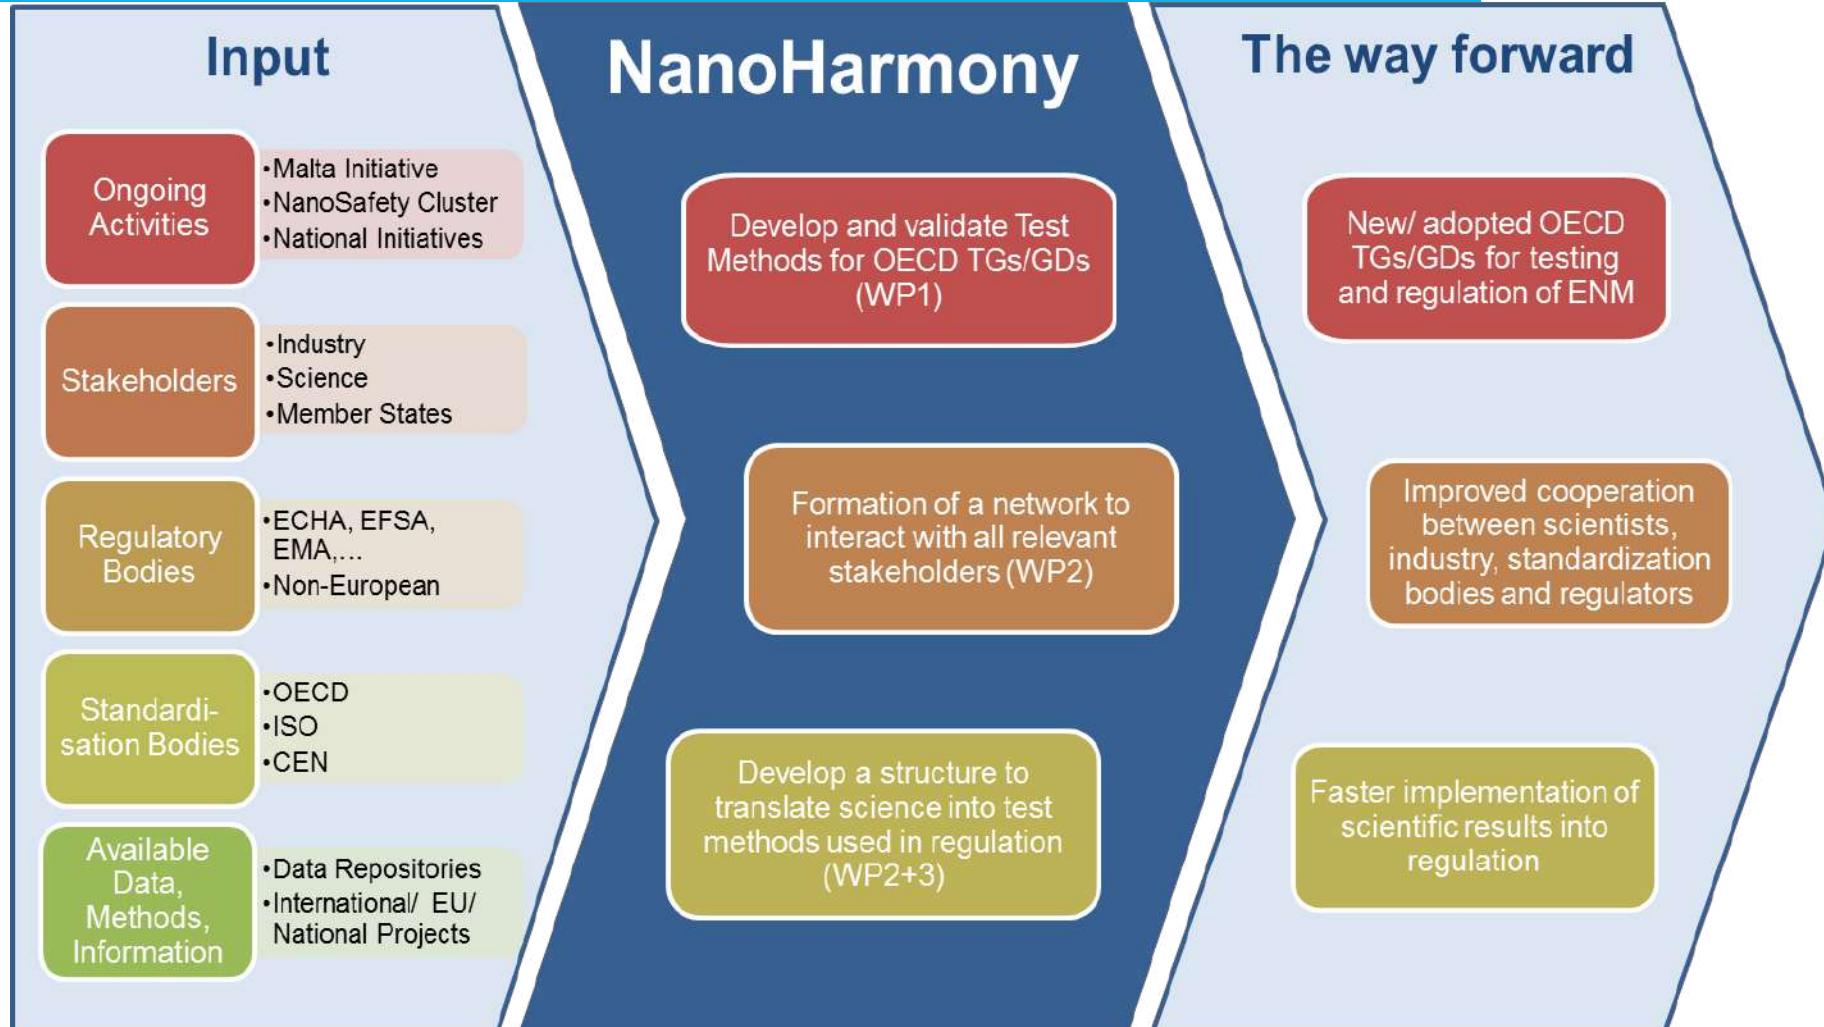 Input
Ongoing
Activities
•Malta Initiative
•NanoSafety Cluster
•National Initiatives
Stakeholders
•Industry
•Science
•Member States
Regulatory
Bodies
•ECHA, EFSA,
EMA,...
•Non-European
Standardi-
sation Bodies
•OECD
•ISO
•CEN
Available
Data,
Methods,
Information
•Data Repositories
•International/ EU/
National Projects
NanoHarmony
Develop and validate Test
Methods for OECD TGs/GDs
(WP1)
Formation of a network to
interact with all relevant
stakeholders (WP2)
Develop a structure to
translate science into test
methods used in regulation
(WP2+3)
The way forward
New/ adopted OECD
TGs/GDs for testing
and regulation of ENM
Improved cooperation
between scientists,
industry, standardization
bodies and regulators
Faster implementation of
scientific results into
regulation